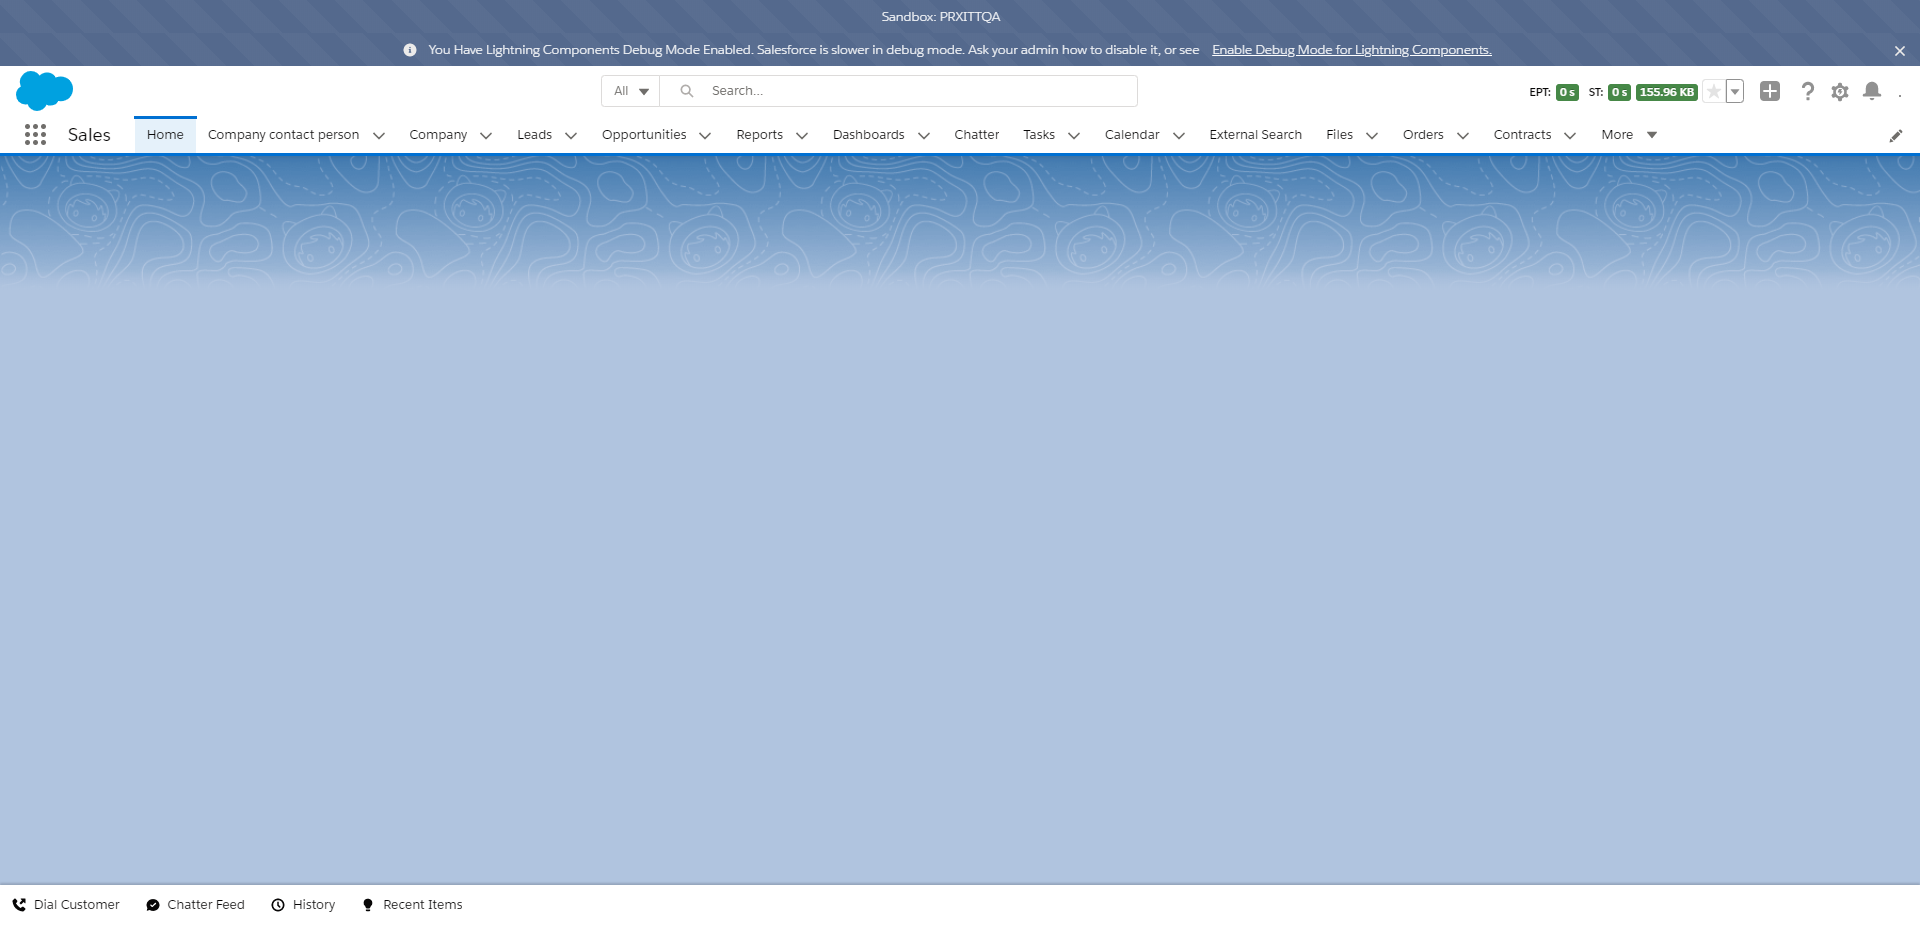 Sandbox: PRXITTQA
You Have Lightning Components Debug Mode Enabled. Salesforce is slower in debug mode. Ask your admin how to disable it, or see Enable Debug Mode for Lightning Components.
All Search... EPT: 0 s ST: 0 s 155.96 KB
Sales Home Company contact person Company Leads Opportunities Reports Dashboards Chatter Tasks Calendar External Search Files Orders Contracts More
Dial Customer Chatter Feed History Recent Items